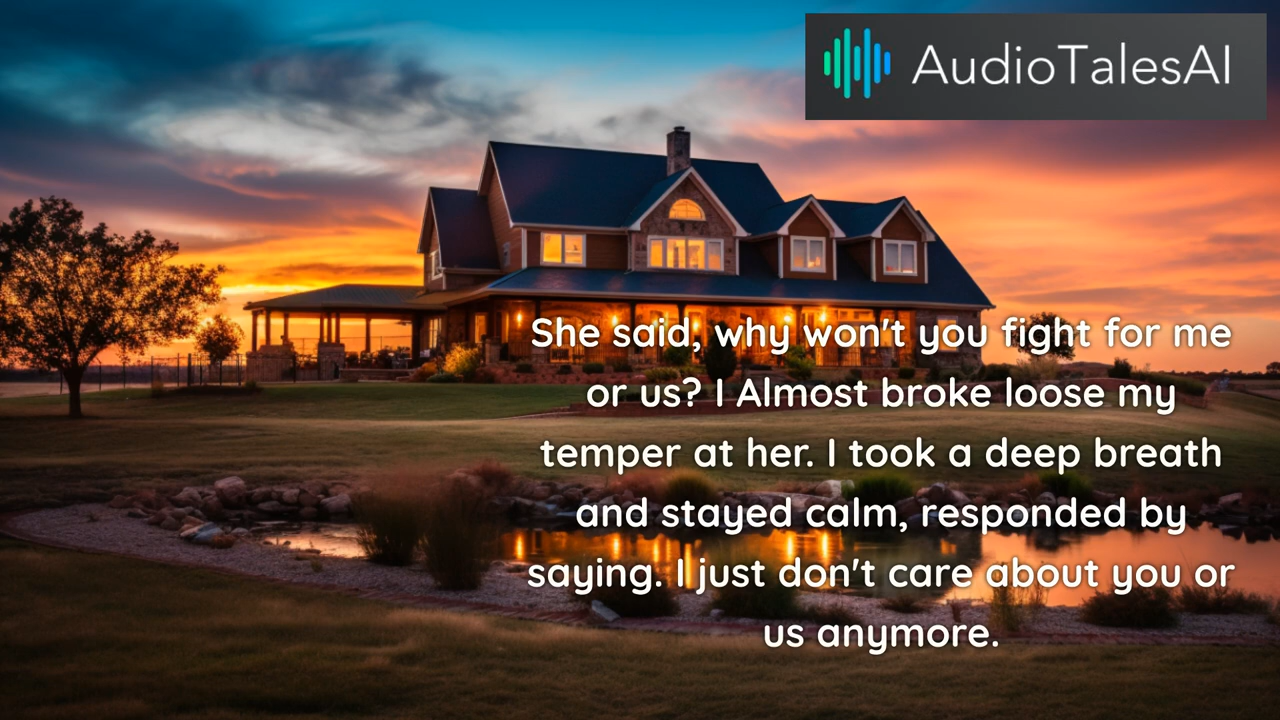 AudioTalesAI
She said, why won't you fight for me
or us? I Almost broke loose my
temper at her. I took a deep breath
and stayed calm, responded by
saying. I just don't care about you or
us anymore.